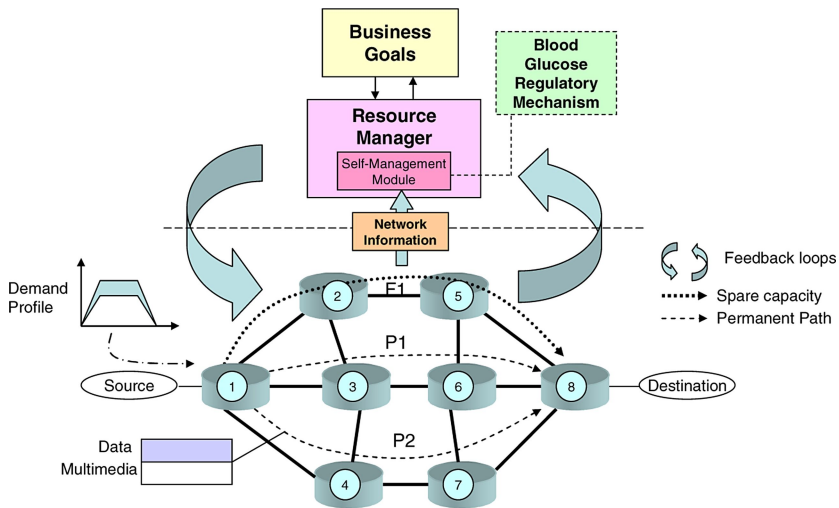 Business
Goals
Blood
Glucose
Regulatory
Mechanism
Resource
Manager
Self-Management
Module
Network
Information
Demand
Profile
Feedback loops
Spare capacity
Permanent Path
F1
2
5
P1
Source
1
3
6
8
Destination
P2
Data
Multimedia
4
7